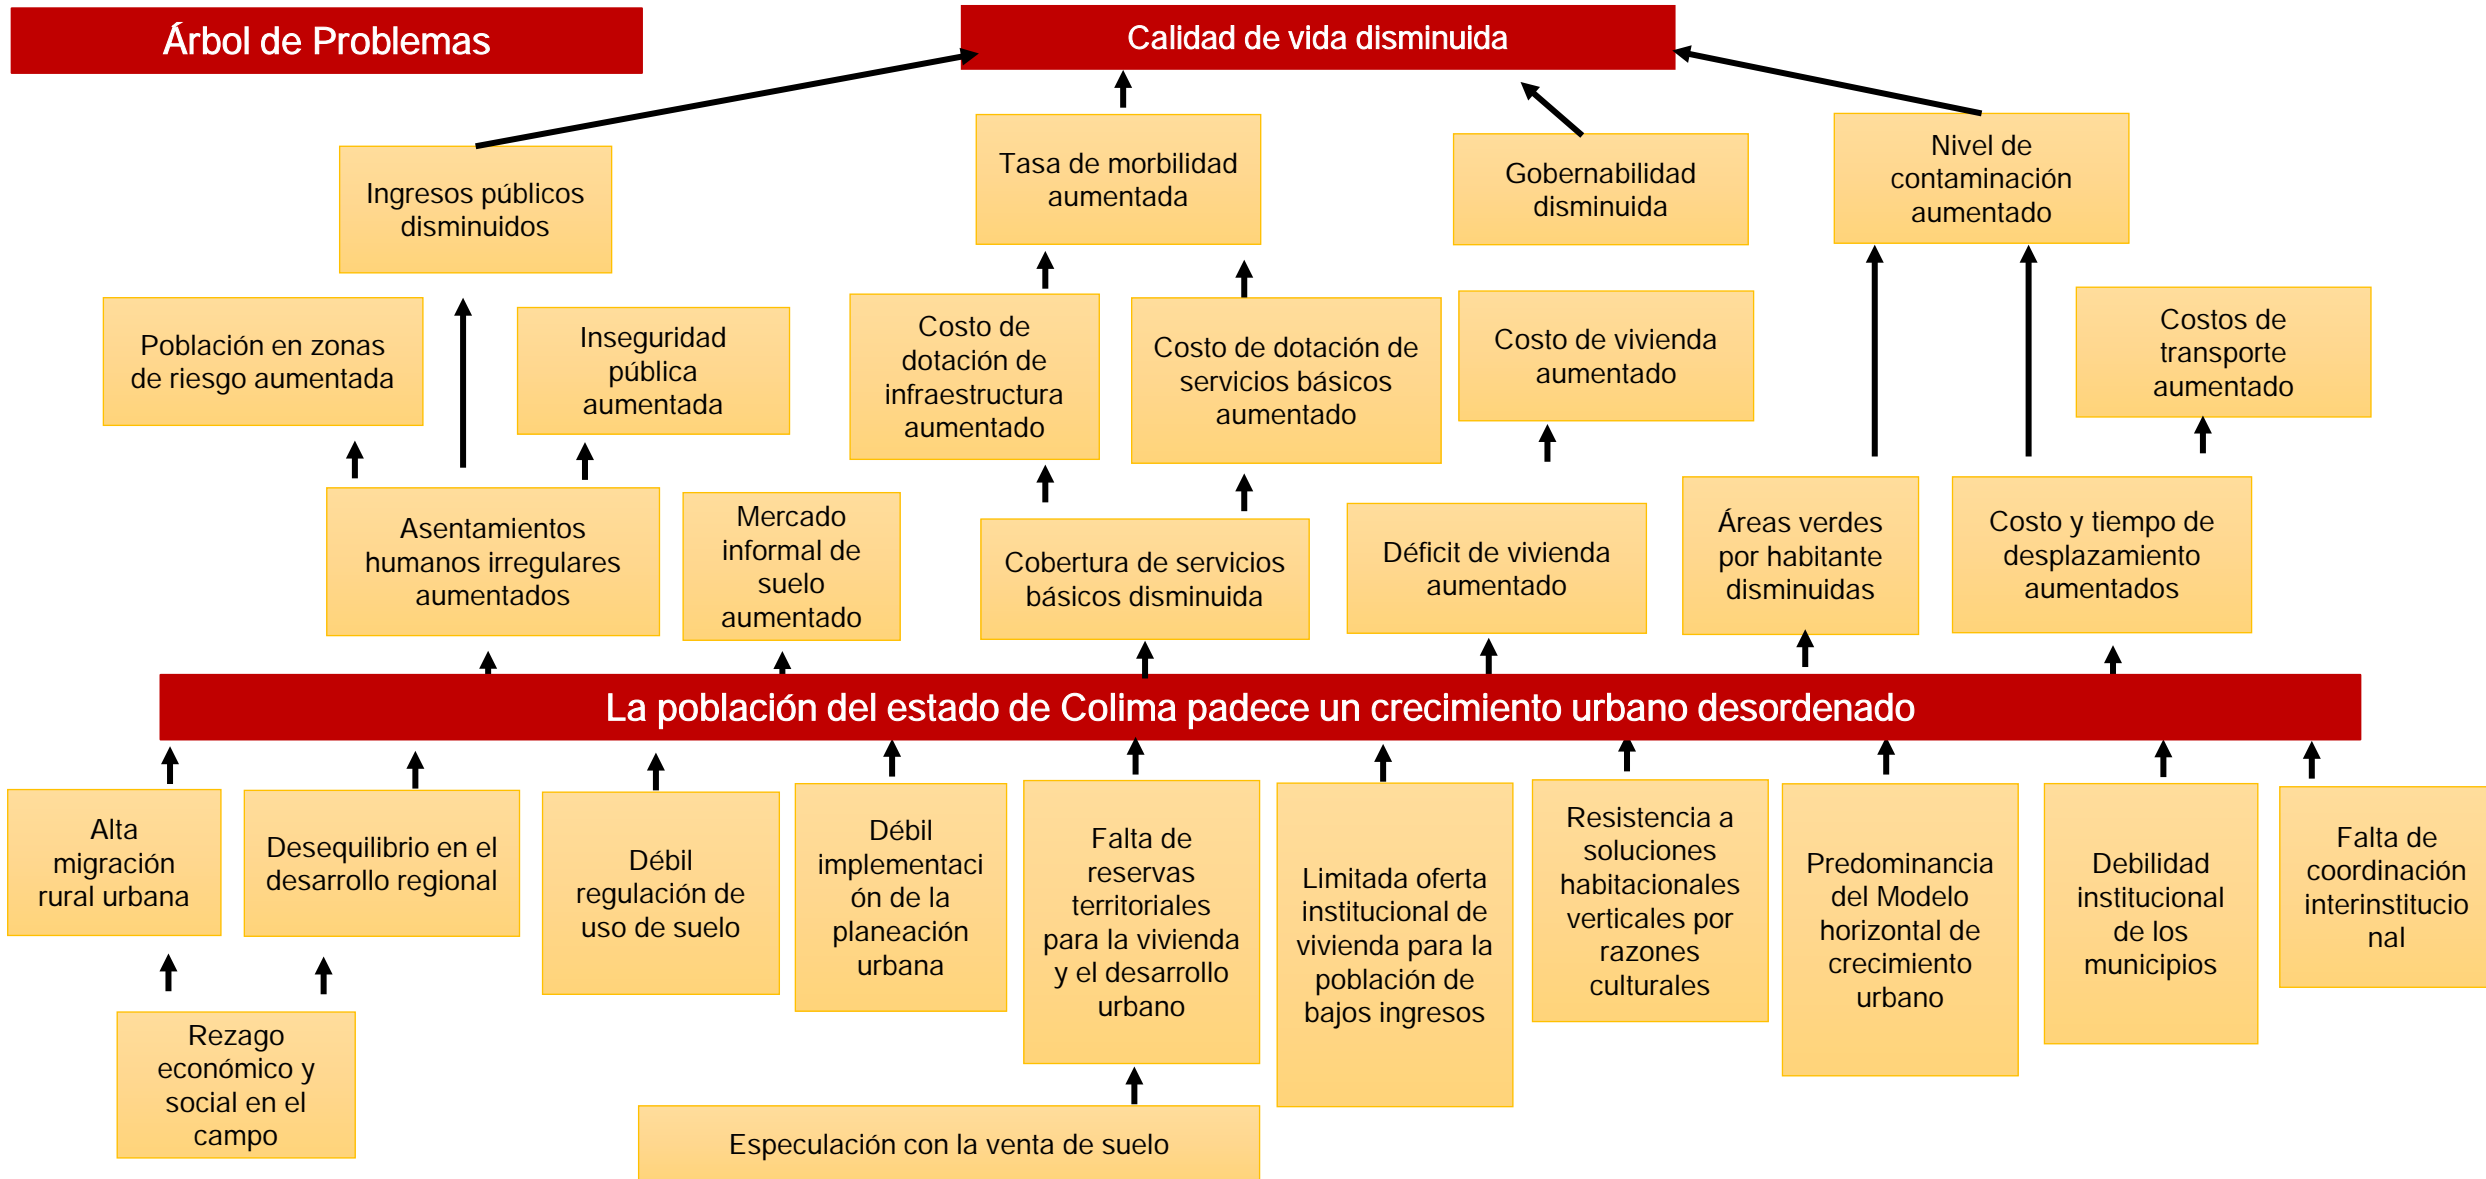 Árbol de Problemas
Calidad de vida disminuida
Ingresos públicos
disminuidos
Tasa de morbilidad
aumentada
Gobernabilidad
disminuida
Nivel de
contaminación
aumentado
Población en zonas
de riesgo aumentada
Inseguridad
pública
aumentada
Costo de
dotación de
infraestructura
aumentado
Costo de dotación de
servicios básicos
aumentado
Costo de vivienda
aumentado
Costos de
transporte
aumentado
Asentamientos
humanos irregulares
aumentados
Mercado
informal de
suelo
aumentado
Cobertura de servicios
básicos disminuida
Déficit de vivienda
aumentado
Áreas verdes
por habitante
disminuidas
Costo y tiempo de
desplazamiento
aumentados
La población del estado de Colima padece un crecimiento urbano desordenado
Alta
migración
rural urbana
Desequilibrio en el
desarrollo regional
Débil
regulación de
uso de suelo
Débil
implementaci
ón de la
planeación
urbana
Falta de
reservas
territoriales
para la vivienda
y el desarrollo
urbano
Limitada oferta
institucional de
vivienda para la
población de
bajos ingresos
Resistencia a
soluciones
habitacionales
verticales por
razones
culturales
Predominancia
del Modelo
horizontal de
crecimiento
urbano
Debilidad
institucional
de los
municipios
Falta de
coordinación
interinstitucio
nal
Rezago
económico y
social en el
campo
Especulación con la venta de suelo